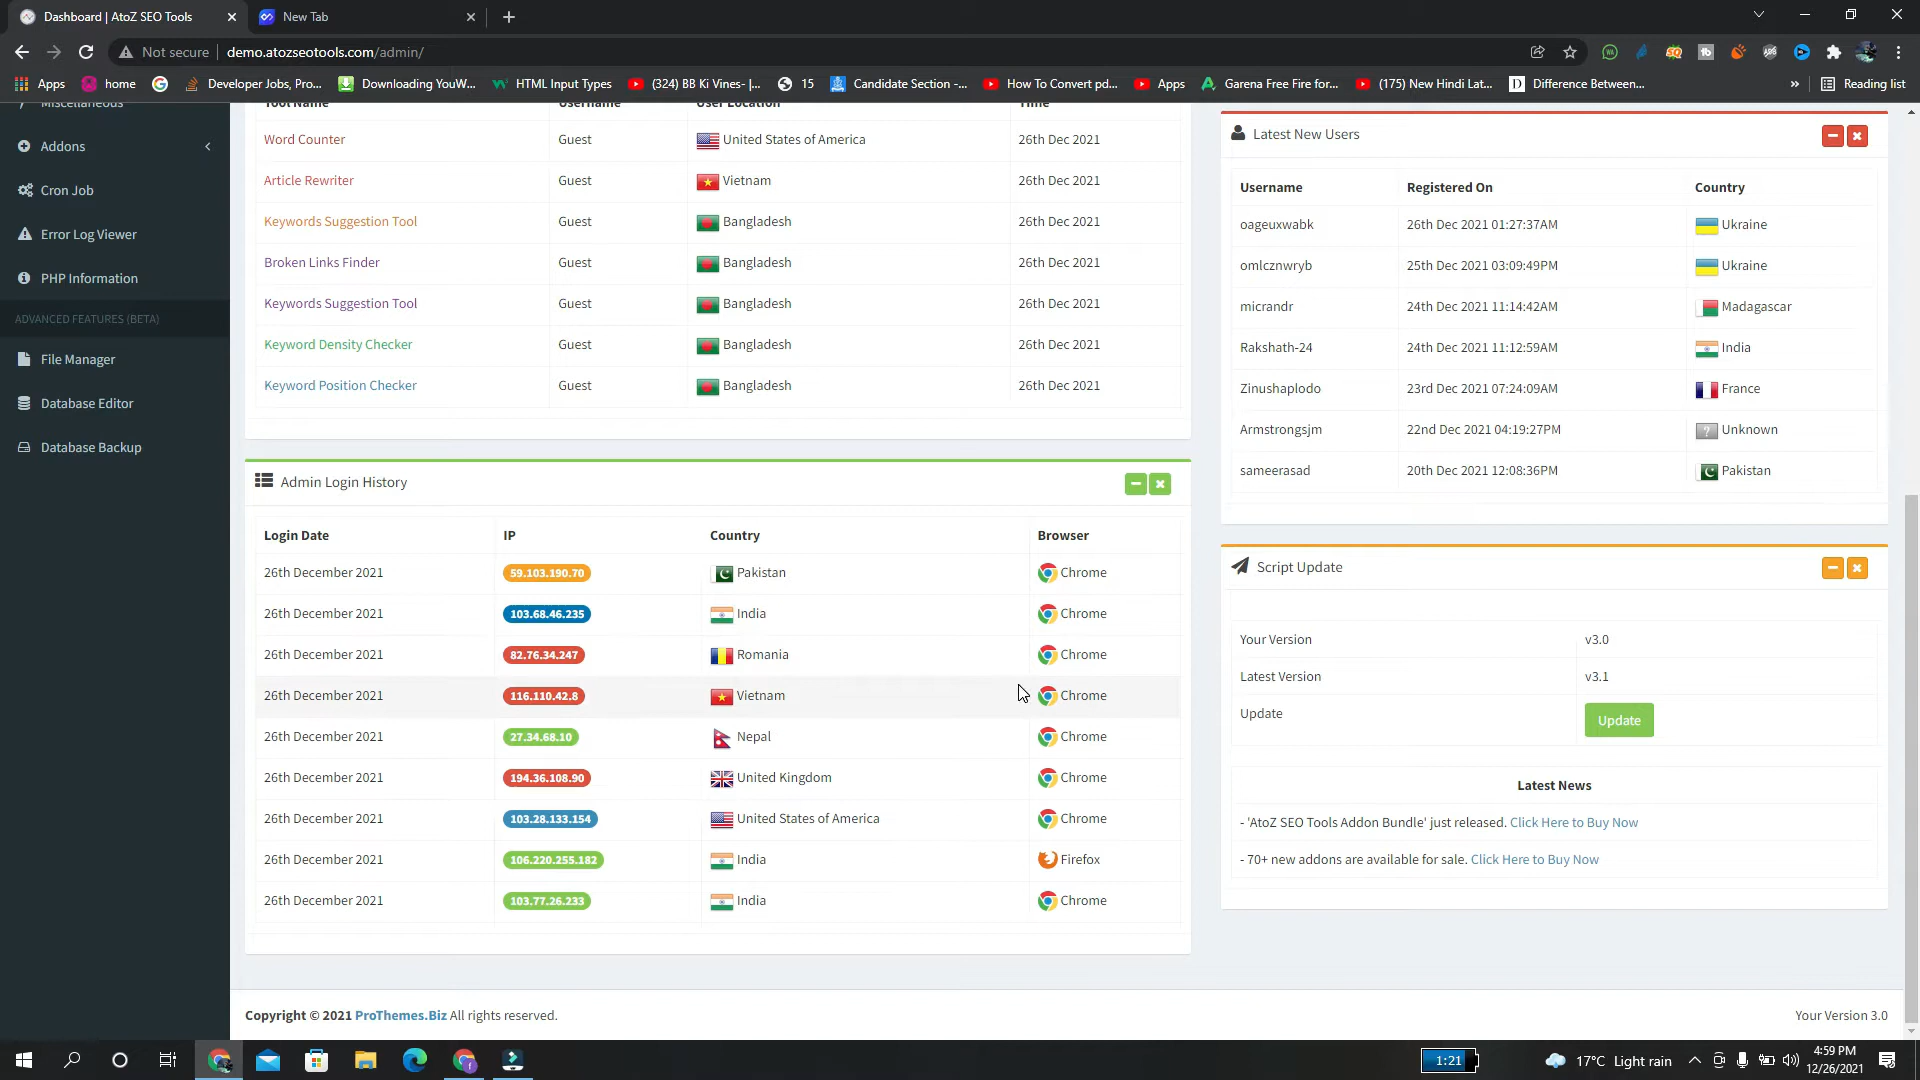 Dashboard | AtoZ SEO Tools
New Tab
Not secure
demo.atozseotools.com/admin/
Apps
home
Developer Jobs, Pro...
Downloading YouW...
HTML Input Types
(324) BB Ki Vines- |...
15
Candidate Section -...
How To Convert pd...
Apps
Garena Free Fire for...
(175) New Hindi Lat...
Difference Between...
»
Reading list
Miscellaneous
Addons
Cron Job
Error Log Viewer
PHP Information
ADVANCED FEATURES (BETA)
File Manager
Database Editor
Database Backup
Tool Name Username User Location Time
Word Counter Guest United States of America 26th Dec 2021
Article Rewriter Guest Vietnam 26th Dec 2021
Keywords Suggestion Tool Guest Bangladesh 26th Dec 2021
Broken Links Finder Guest Bangladesh 26th Dec 2021
Keywords Suggestion Tool Guest Bangladesh 26th Dec 2021
Keyword Density Checker Guest Bangladesh 26th Dec 2021
Keyword Position Checker Guest Bangladesh 26th Dec 2021
Admin Login History
Login Date IP Country Browser
26th December 2021 59.103.190.70 Pakistan Chrome
26th December 2021 103.68.46.235 India Chrome
26th December 2021 82.76.34.247 Romania Chrome
26th December 2021 116.110.42.8 Vietnam Chrome
26th December 2021 27.34.68.10 Nepal Chrome
26th December 2021 194.36.108.90 United Kingdom Chrome
26th December 2021 103.28.133.154 United States of America Chrome
26th December 2021 106.220.255.182 India Firefox
26th December 2021 103.77.26.233 India Chrome
Latest New Users
Username Registered On Country
oageuxwabk 26th Dec 2021 01:27:37AM Ukraine
omlcznwryb 25th Dec 2021 03:09:49PM Ukraine
micrandr 24th Dec 2021 11:14:42AM Madagascar
Rakshath-24 24th Dec 2021 11:12:59AM India
Zinushaplodo 23rd Dec 2021 07:24:09AM France
Armstrongsjm 22nd Dec 2021 04:19:27PM Unknown
sameerasad 20th Dec 2021 12:08:36PM Pakistan
Script Update
Your Version v3.0
Latest Version v3.1
Update Update
Latest News
- 'AtoZ SEO Tools Addon Bundle' just released. Click Here to Buy Now
- 70+ new addons are available for sale. Click Here to Buy Now
Copyright © 2021 ProThemes.Biz All rights reserved.
Your Version 3.0
1:21
17°C Light rain
4:59 PM
12/26/2021